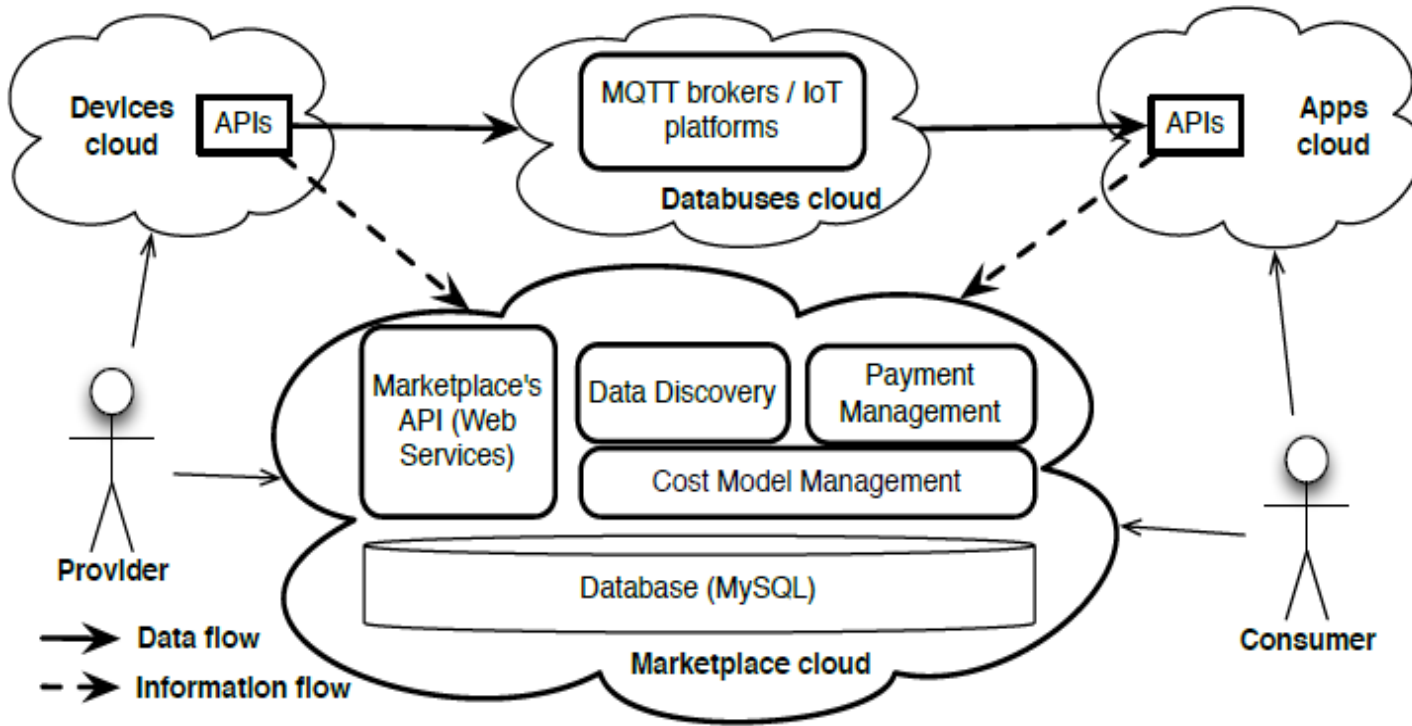 Devices
cloud
APIs
MQTT brokers / IoT
platforms
Databuses cloud
APIs
Apps
cloud
Marketplace's
API (Web
Services)
Data Discovery
Payment
Management
Cost Model Management
Database (MySQL)
Marketplace cloud
Provider
Consumer
Data flow
Information flow